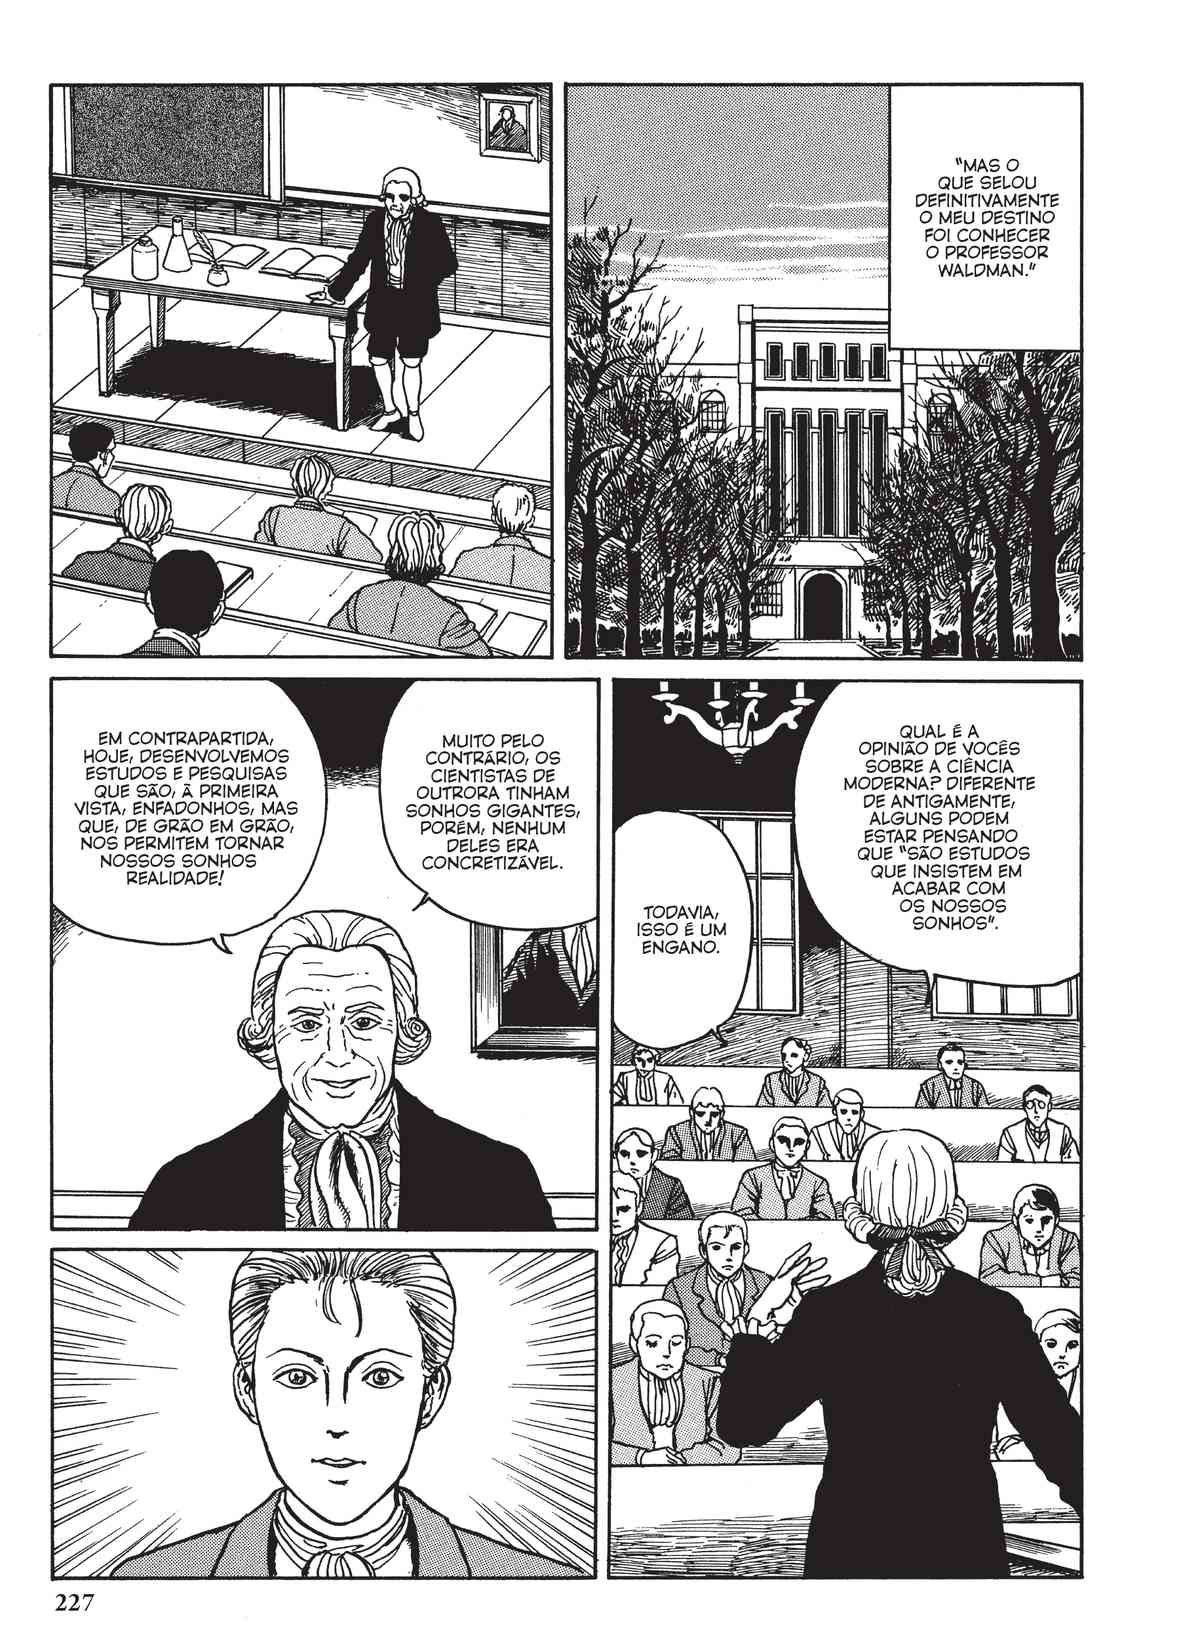 "MAS O
QUE SELOU
DEFINITIVAMENTE
O MEU DESTINO
FOI CONHECER
O PROFESSOR
WALDMAN."
QUAL É A
OPINIÃO DE VOCÊS
SOBRE A CIÊNCIA
MODERNA? DIFERENTE
DE ANTIGAMENTE,
ALGUNS PODEM
ESTAR PENSANDO
QUE "SÃO ESTUDOS
QUE INSISTEM EM
ACABAR COM
OS NOSSOS
SONHOS".
TODAVIA,
ISSO É UM
ENGANO.
MUITO PELO
CONTRÁRIO, OS
CIENTISTAS DE
OUTRORA TINHAM
SONHOS GIGANTES,
PORÉM, NENHUM
DELES ERA
CONCRETIZÁVEL.
EM CONTRAPARTIDA,
HOJE, DESENVOLVEMOS
ESTUDOS E PESQUISAS
QUE SÃO, À PRIMEIRA
VISTA, ENFADONHOS, MAS
QUE, DE GRÃO EM GRÃO,
NOS PERMITEM TORNAR
NOSSOS SONHOS
REALIDADE!
227